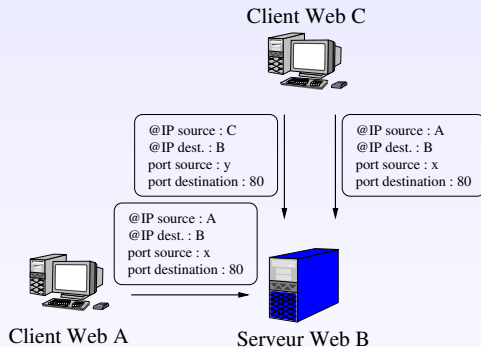 Client Web C
@IP source : C
@IP dest. : B
port source : y
port destination : 80
@IP source : A
@IP dest. : B
port source : x
port destination : 80
@IP source : A
@IP dest. : B
port source : x
port destination : 80
Client Web A
Serveur Web B